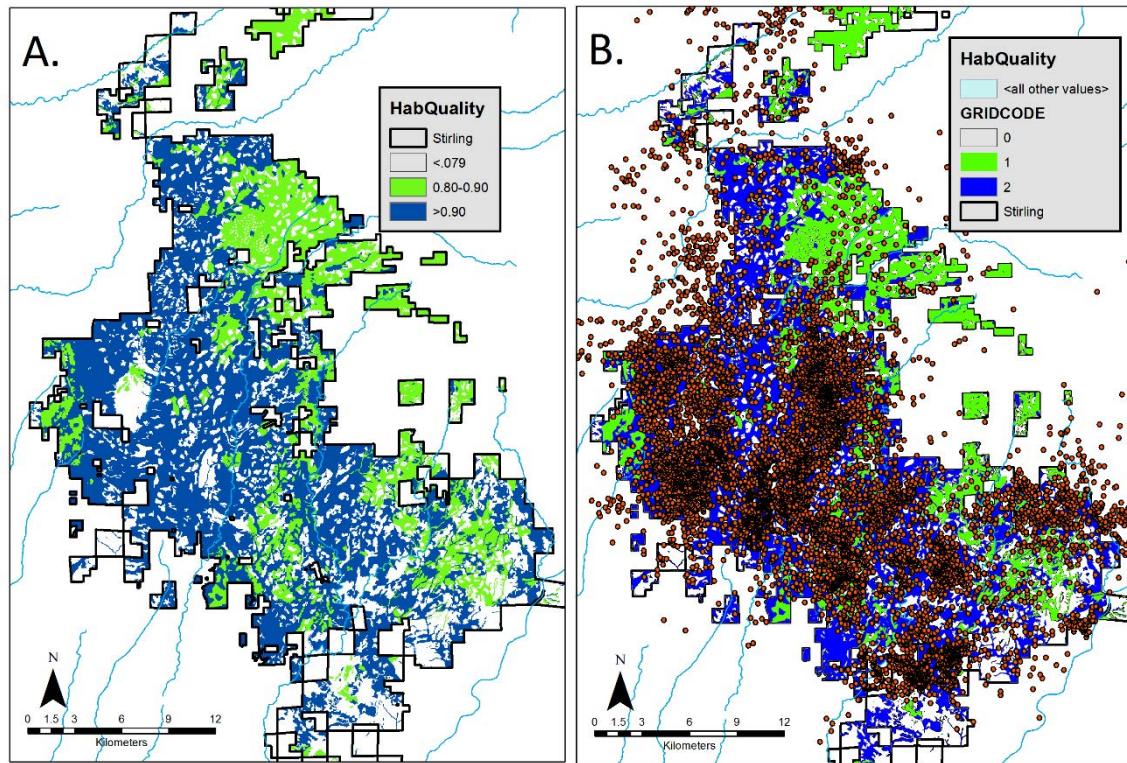 A.
HabQuality
Stirling
<.079
0.80-0.90
>0.90
N
0 1.5 3 6 9 12
Kilometers
B.
HabQuality
<all other values>
GRIDCODE
0
1
2
Stirling
N
0 1.5 3 6 9 12
Kilometers